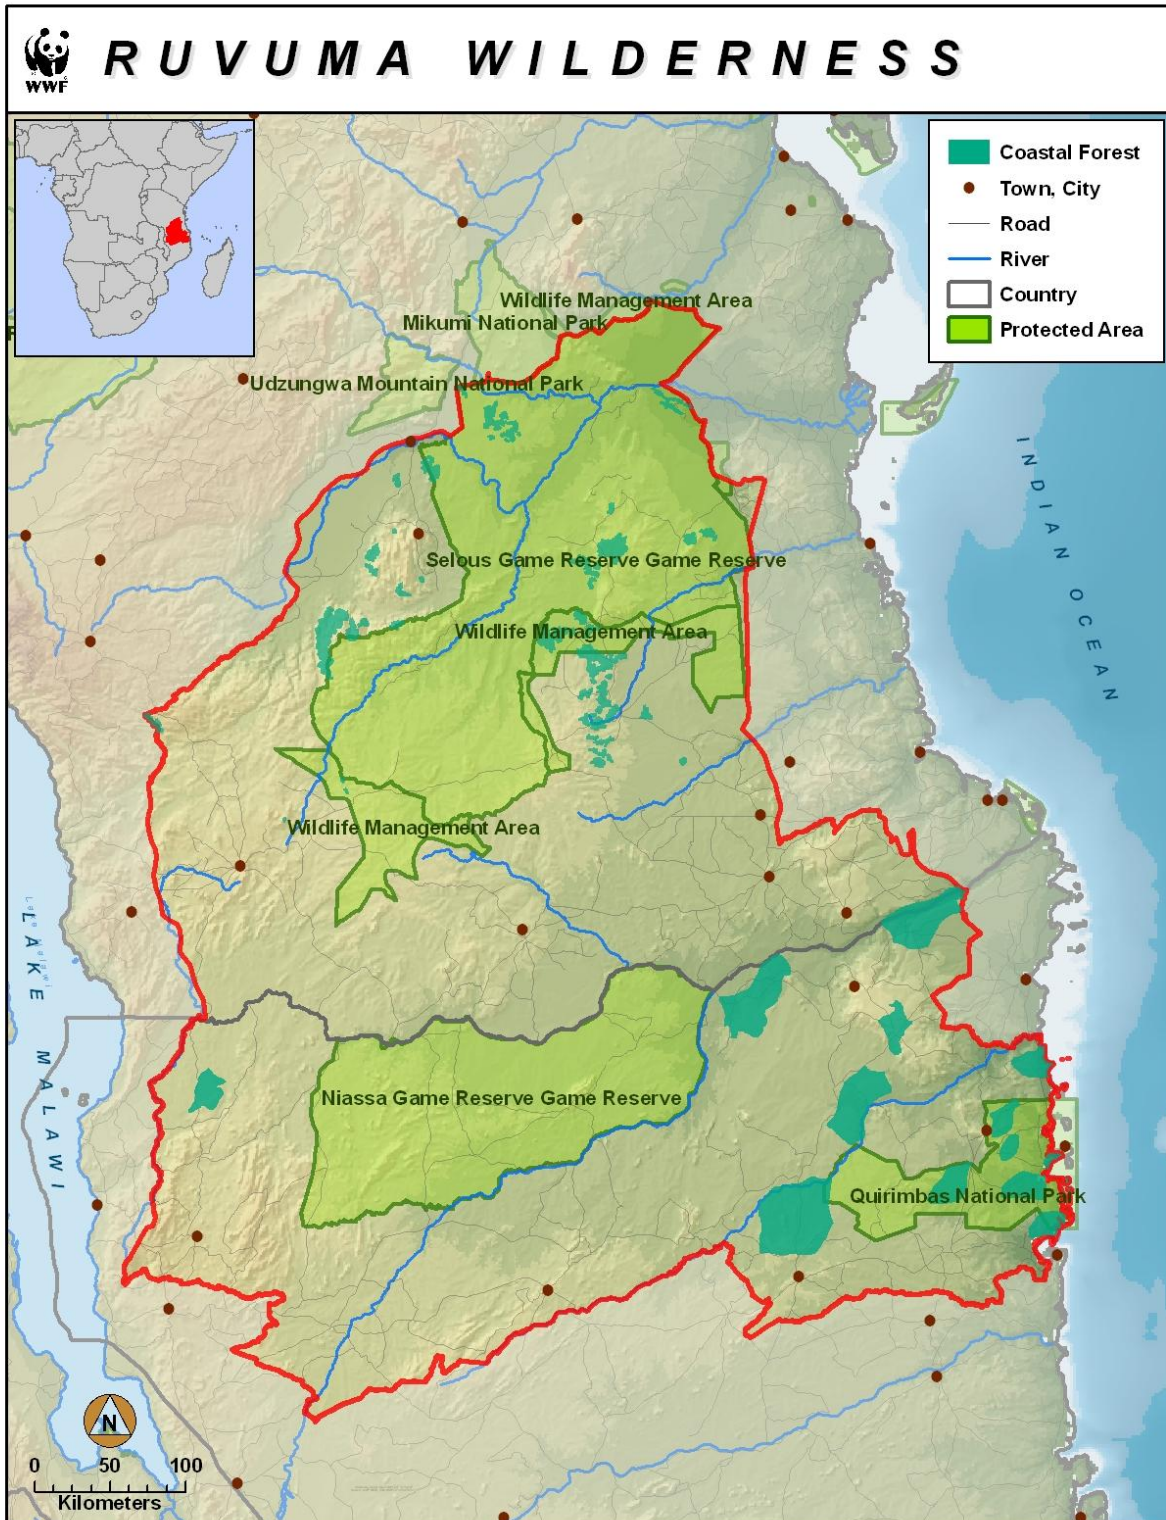 RUVUMA WILDERNESS
WWF
Coastal Forest
Town, City
Road
River
Country
Protected Area
Wildlife Management Area
Mikumi National Park
Udzungwa Mountain National Park
INDIAN OCEAN
Selous Game Reserve Game Reserve
Wildlife Management Area
Wildlife Management Area
LAKE MALAWI
Niassa Game Reserve Game Reserve
Quirimbas National Park
N
0 50 100
Kilometers